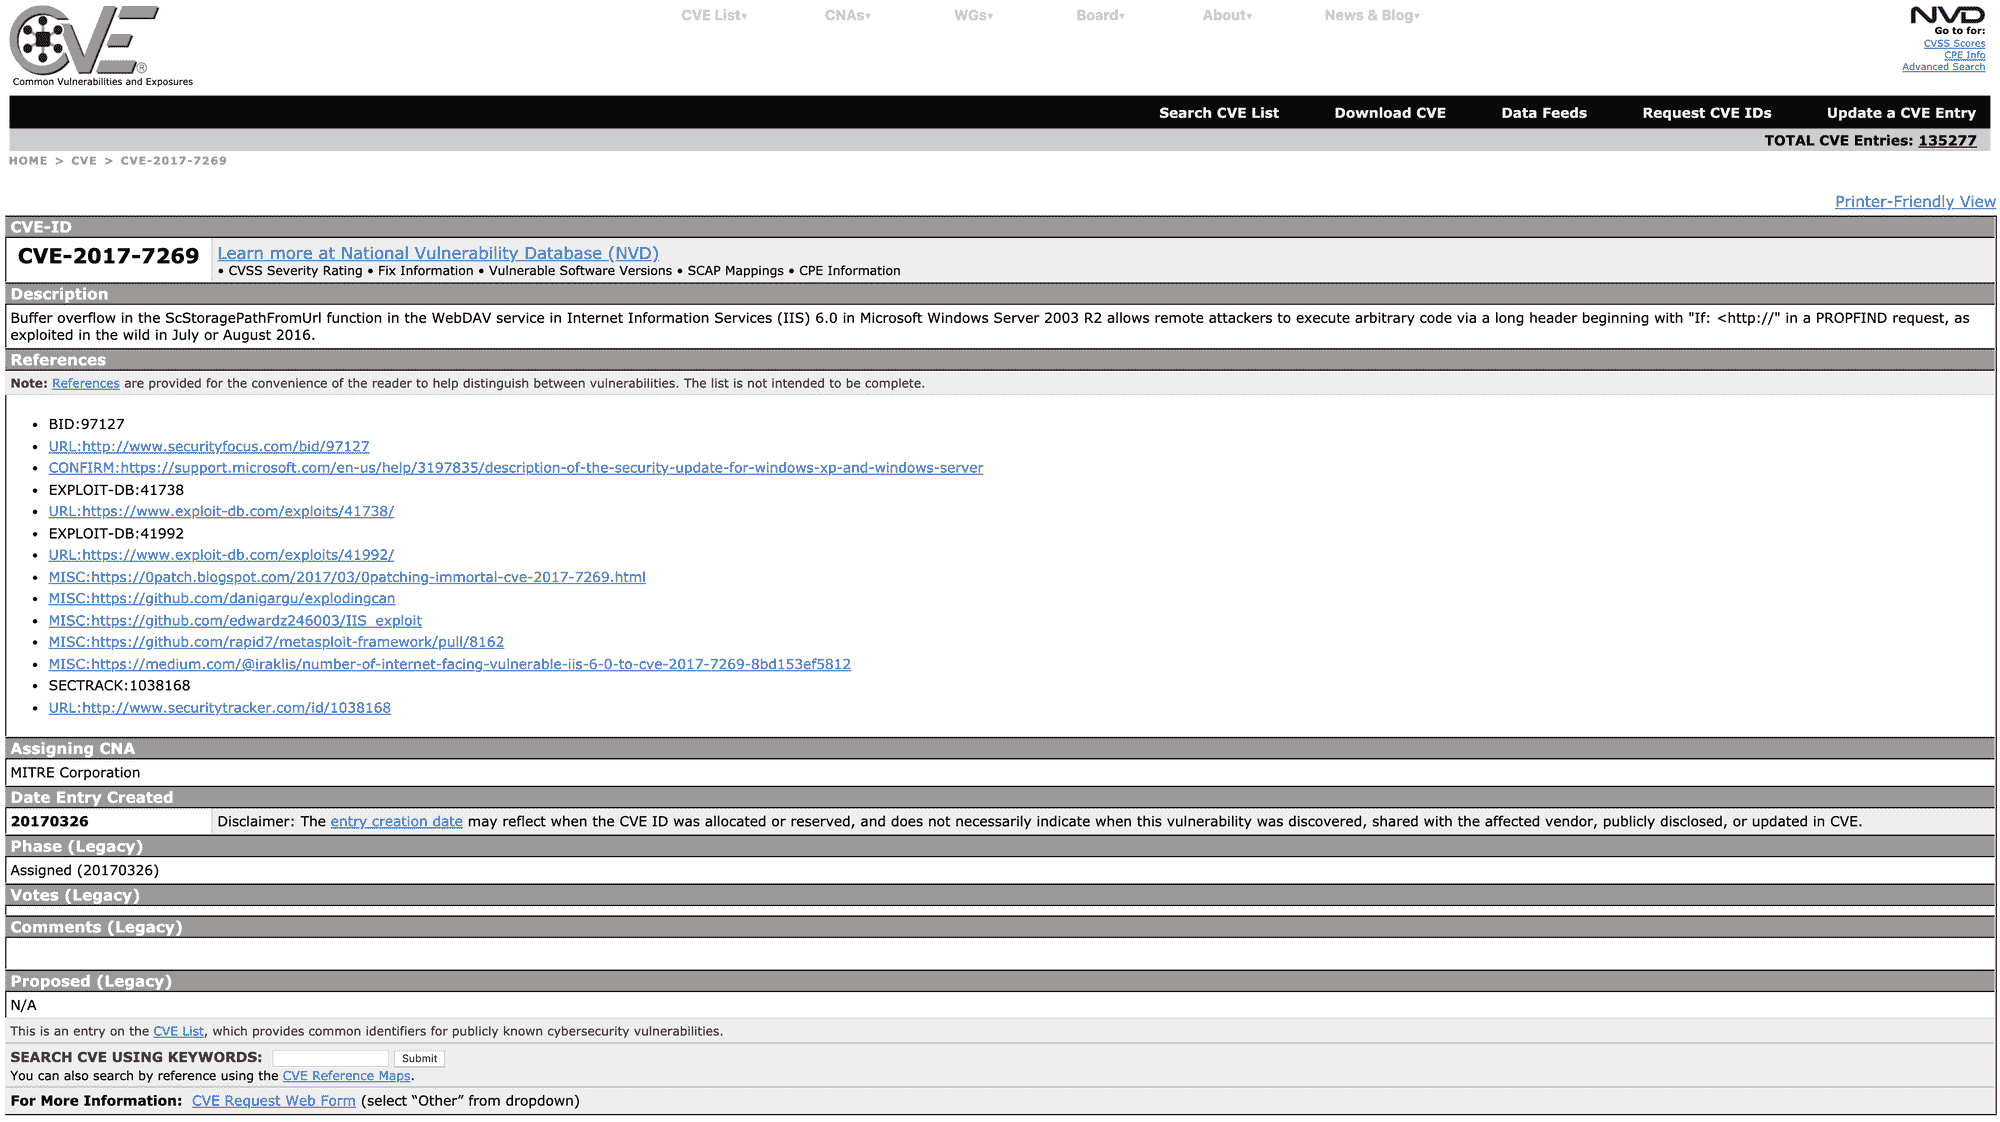 CVE®
Common Vulnerabilities and Exposures
CVE List▾ CNAs▾ WGs▾ Board▾ About▾ News & Blog▾
NVD
Go to for:
CVSS Scores
CPE Info
Advanced Search
Search CVE List Download CVE Data Feeds Request CVE IDs Update a CVE Entry
TOTAL CVE Entries: 135277
HOME > CVE > CVE-2017-7269
Printer-Friendly View
CVE-ID
CVE-2017-7269 Learn more at National Vulnerability Database (NVD)
• CVSS Severity Rating • Fix Information • Vulnerable Software Versions • SCAP Mappings • CPE Information
Description
Buffer overflow in the ScStoragePathFromUrl function in the WebDAV service in Internet Information Services (IIS) 6.0 in Microsoft Windows Server 2003 R2 allows remote attackers to execute arbitrary code via a long header beginning with "If: <http://" in a PROPFIND request, as
exploited in the wild in July or August 2016.
References
Note: References are provided for the convenience of the reader to help distinguish between vulnerabilities. The list is not intended to be complete.
• BID:97127
• URL:http://www.securityfocus.com/bid/97127
• CONFIRM:https://support.microsoft.com/en-us/help/3197835/description-of-the-security-update-for-windows-xp-and-windows-server
• EXPLOIT-DB:41738
• URL:https://www.exploit-db.com/exploits/41738/
• EXPLOIT-DB:41992
• URL:https://www.exploit-db.com/exploits/41992/
• MISC:https://0patch.blogspot.com/2017/03/0patching-immortal-cve-2017-7269.html
• MISC:https://github.com/danigargu/explodingcan
• MISC:https://github.com/edwardz246003/IIS_exploit
• MISC:https://github.com/rapid7/metasploit-framework/pull/8162
• MISC:https://medium.com/@iraklis/number-of-internet-facing-vulnerable-iis-6-0-to-cve-2017-7269-8bd153ef5812
• SECTRACK:1038168
• URL:http://www.securitytracker.com/id/1038168
Assigning CNA
MITRE Corporation
Date Entry Created
20170326 Disclaimer: The entry creation date may reflect when the CVE ID was allocated or reserved, and does not necessarily indicate when this vulnerability was discovered, shared with the affected vendor, publicly disclosed, or updated in CVE.
Phase (Legacy)
Assigned (20170326)
Votes (Legacy)
Comments (Legacy)
Proposed (Legacy)
N/A
This is an entry on the CVE List, which provides common identifiers for publicly known cybersecurity vulnerabilities.
SEARCH CVE USING KEYWORDS: Submit
You can also search by reference using the CVE Reference Maps.
For More Information: CVE Request Web Form (select “Other” from dropdown)